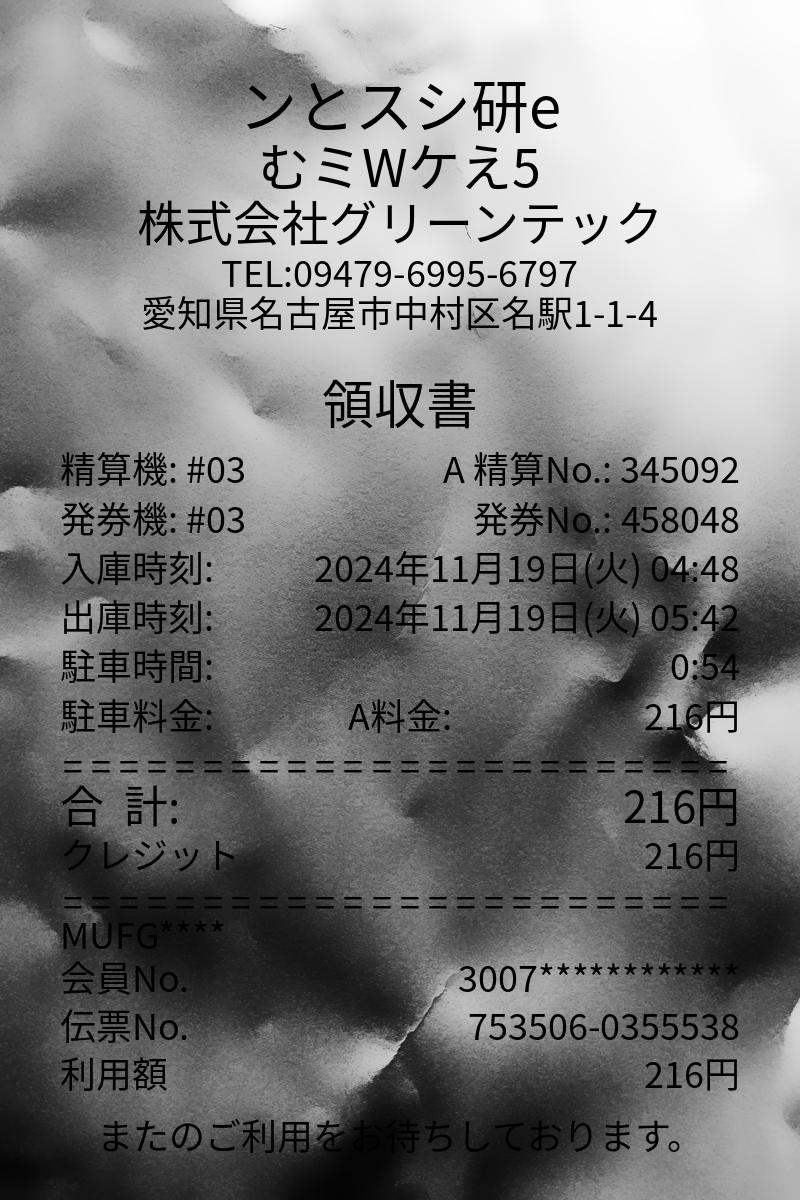 ンとスシ研e
むミWケえ5
株式会社グリーンテック
TEL:09479-6995-6797
愛知県名古屋市中村区名駅1-1-4
領収書
精算機: #03 A 精算No.: 345092
発券機: #03 発券No.: 458048
入庫時刻: 2024年11月19日(火) 04:48
出庫時刻: 2024年11月19日(火) 05:42
駐車時間: 0:54
駐車料金: A料金: 216円
========================
合 計: 216円
クレジット 216円
========================
MUFG****
会員No. 3007************
伝票No. 753506-0355538
利用額 216円
またのご利用をお待ちしております。